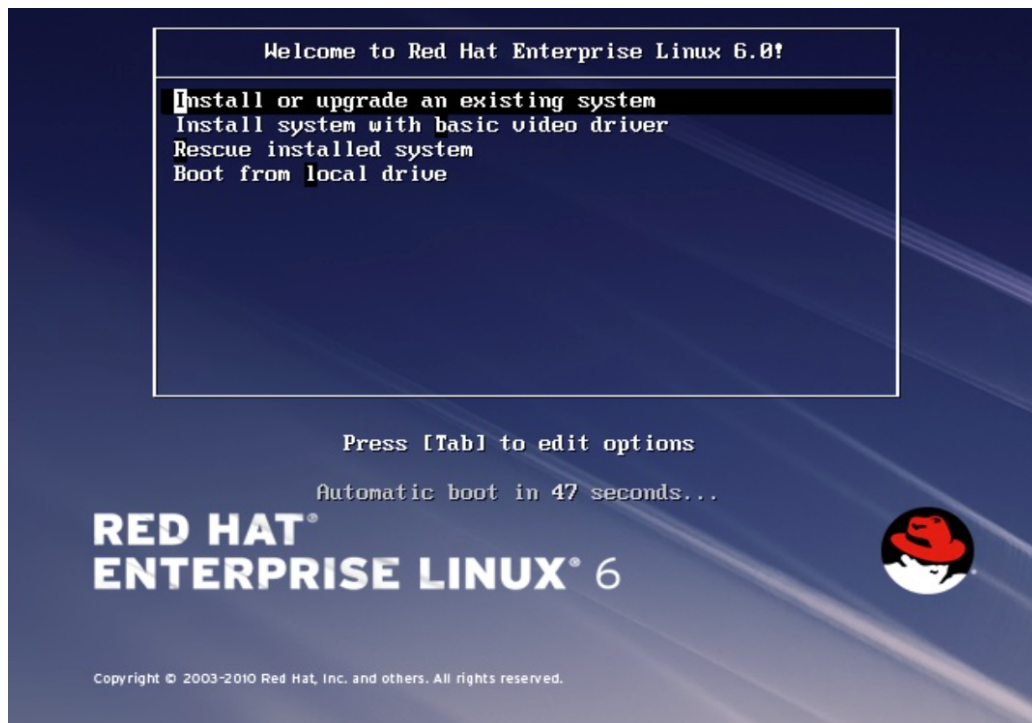 Welcome to Red Hat Enterprise Linux 6.0!
Install or upgrade an existing system
Install system with basic video driver
Rescue installed system
Boot from local drive
Press [Tab] to edit options
Automatic boot in 47 seconds...
RED HAT®
ENTERPRISE LINUX® 6
Copyright © 2003-2010 Red Hat, Inc. and others. All rights reserved.